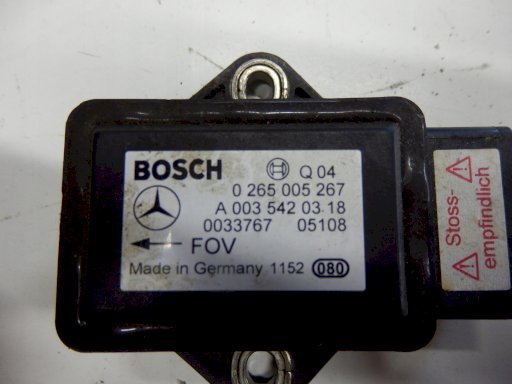 BOSCH Q 04
0 265 005 267
A 003 542 03.18
0033767 05108
FOV
Made in Germany 1152 080
Stoss-
empfindlich